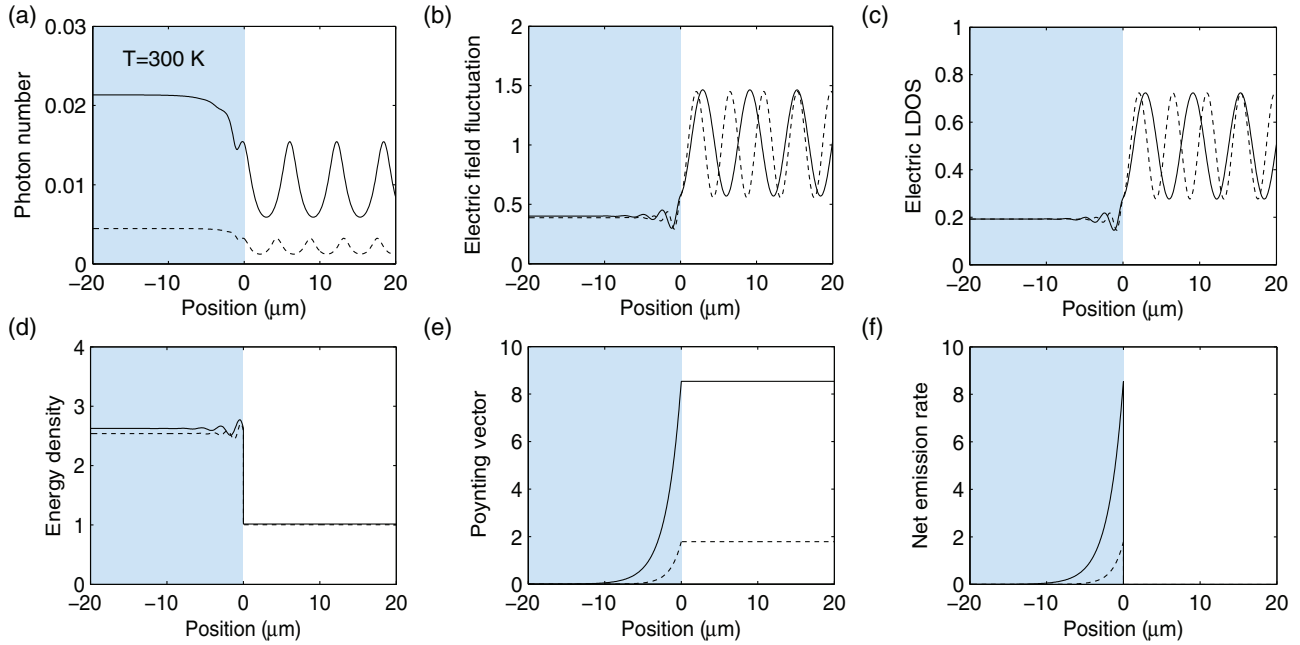 (a)
0.03
0.02
0.01
0
Photon number
T=300 K
−20 −10 0 10 20
Position (μm)
(b)
2
1.5
1
0.5
0
Electric field fluctuation
−20 −10 0 10 20
Position (μm)
(c)
1
0.8
0.6
0.4
0.2
0
Electric LDOS
−20 −10 0 10 20
Position (μm)
(d)
4
3
2
1
0
Energy density
−20 −10 0 10 20
Position (μm)
(e)
10
8
6
4
2
0
Poynting vector
−20 −10 0 10 20
Position (μm)
(f)
10
8
6
4
2
0
Net emission rate
−20 −10 0 10 20
Position (μm)